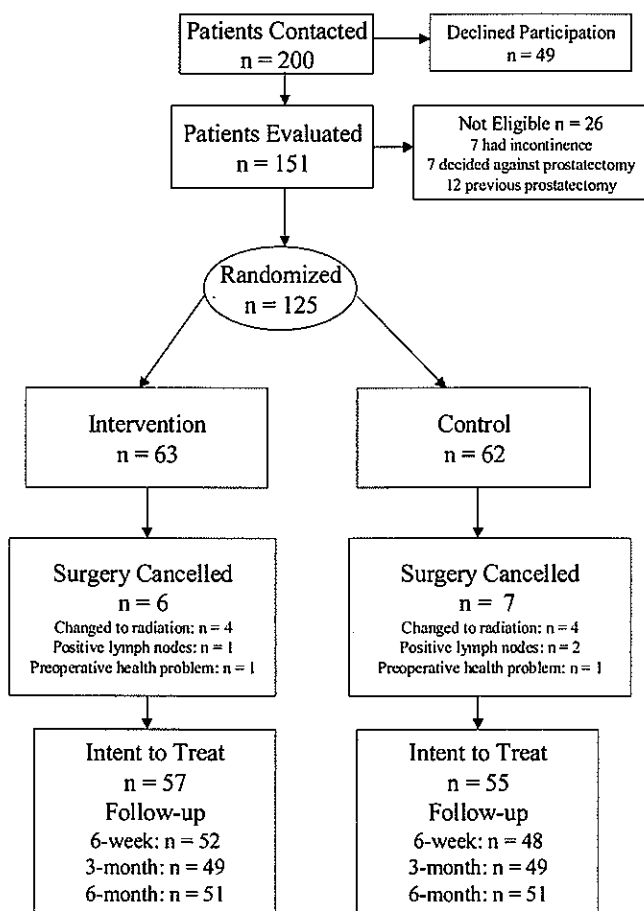 Patients Contacted
n = 200
Declined Participation
n = 49
Patients Evaluated
n = 151
Not Eligible n = 26
7 had incontinence
7 decided against prostatectomy
12 previous prostatectomy
Randomized
n = 125
Intervention
n = 63
Control
n = 62
Surgery Cancelled
n = 6
Changed to radiation: n = 4
Positive lymph nodes: n = 1
Preoperative health problem: n = 1
Surgery Cancelled
n = 7
Changed to radiation: n = 4
Positive lymph nodes: n = 2
Preoperative health problem: n = 1
Intent to Treat
n = 57
Follow-up
6-week: n = 52
3-month: n = 49
6-month: n = 51
Intent to Treat
n = 55
Follow-up
6-week: n = 48
3-month: n = 49
6-month: n = 51